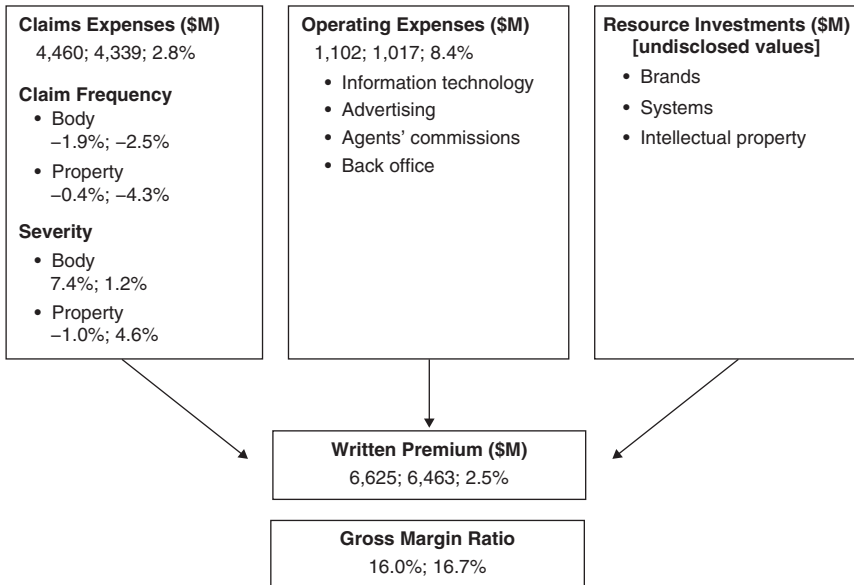 Claims Expenses ($M)
4,460; 4,339; 2.8%
Claim Frequency
• Body
–1.9%; –2.5%
• Property
–0.4%; –4.3%
Severity
• Body
7.4%; 1.2%
• Property
–1.0%; 4.6%
Operating Expenses ($M)
1,102; 1,017; 8.4%
• Information technology
• Advertising
• Agents’ commissions
• Back office
Resource Investments ($M)
[undisclosed values]
• Brands
• Systems
• Intellectual property
Written Premium ($M)
6,625; 6,463; 2.5%
Gross Margin Ratio
16.0%; 16.7%